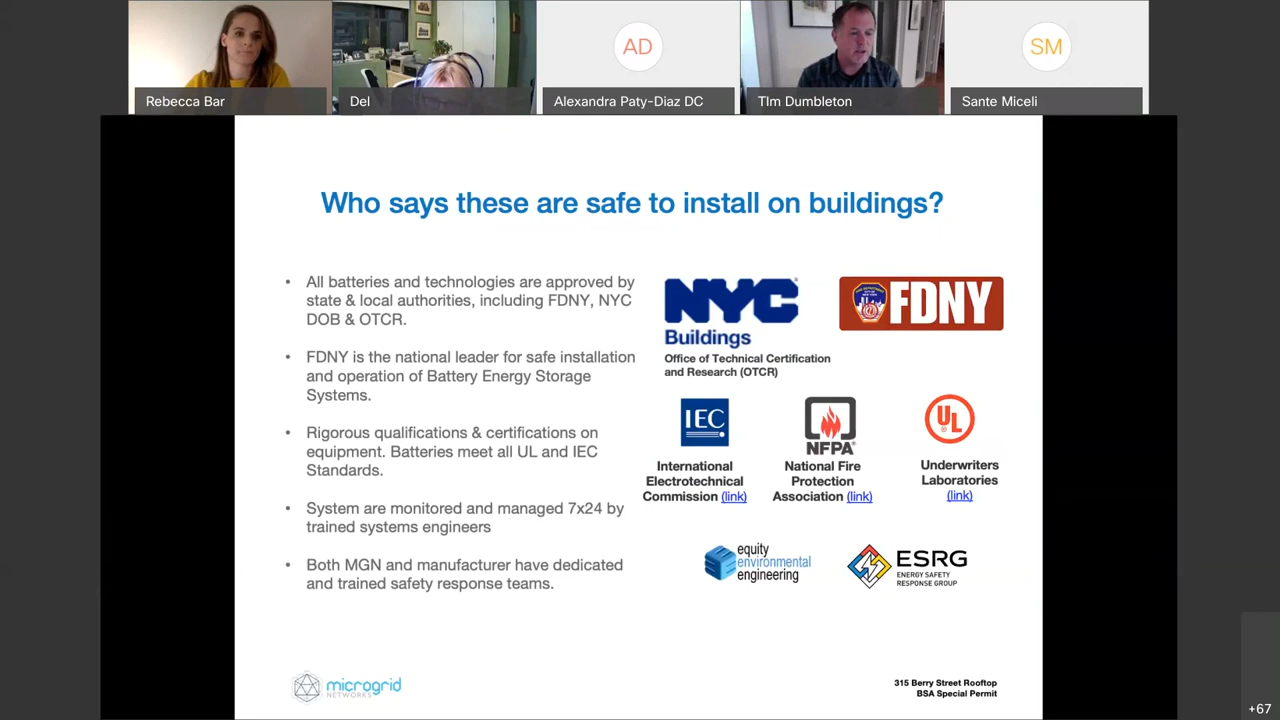 Rebecca Bar
Del
AD
Alexandra Paty-Diaz DC
TIm Dumbleton
SM
Sante Miceli
Who says these are safe to install on buildings?
• All batteries and technologies are approved by
state & local authorities, including FDNY, NYC
DOB & OTCR.
• FDNY is the national leader for safe installation
and operation of Battery Energy Storage
Systems.
• Rigorous qualifications & certifications on
equipment. Batteries meet all UL and IEC
Standards.
• System are monitored and managed 7x24 by
trained systems engineers
• Both MGN and manufacturer have dedicated
and trained safety response teams.
NYC
Buildings
Office of Technical Certification
and Research (OTCR)
FDNY
IEC
International
Electrotechnical
Commission (link)
NFPA®
National Fire
Protection
Association (link)
UL
Underwriters
Laboratories
(link)
equity
environmental
engineering
ESRG
ENERGY SAFETY
RESPONSE GROUP
microgrid
NETWORKS
315 Berry Street Rooftop
BSA Special Permit
+67